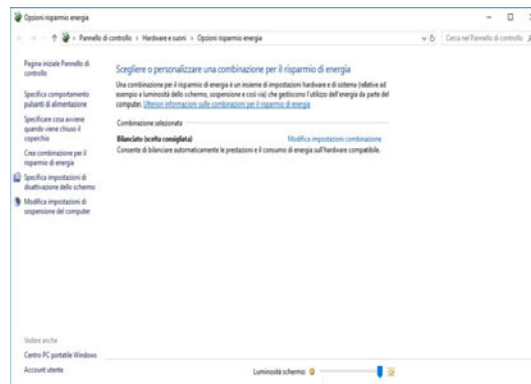 Opzioni risparmio energia
Pannello di controllo > Hardware e suoni > Opzioni risparmio energia
Cerca nel Pannello di controllo
Pagina iniziale Pannello di
controllo
Specifica comportamento
pulsanti di alimentazione
Specificare cosa avviene
quando viene chiuso il
coperchio
Crea combinazione per il
risparmio di energia
Specifica impostazioni di
disattivazione dello schermo
Modifica impostazioni di
sospensione del computer
Scegliere o personalizzare una combinazione per il risparmio di energia
Una combinazione per il risparmio di energia è un insieme di impostazioni hardware e di sistema (relative ad
esempio a luminosità dello schermo, sospensione e così via) che gestiscono l'utilizzo dell'energia da parte del
computer. Ulteriori informazioni sulle combinazioni per il risparmio di energia
Combinazione selezionata
Bilanciato (scelta consigliata) Modifica impostazioni combinazione
Consente di bilanciare automaticamente le prestazioni e il consumo di energia sull'hardware compatibile.
Vedere anche
Centro PC portatile Windows
Account utente
Luminosità schermo: